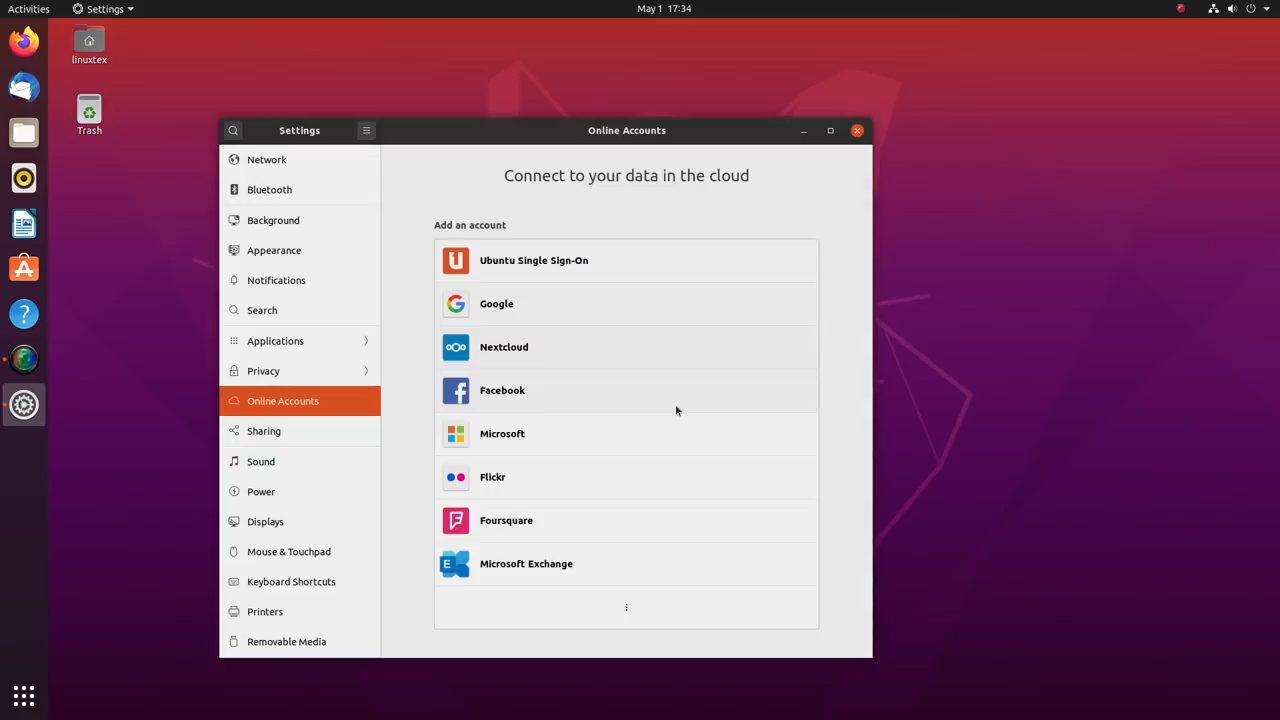 Activities
Settings
May 1 17:34
linuxtex
Trash
Settings
Online Accounts
Network
Bluetooth
Background
Appearance
Notifications
Search
Applications
Privacy
Online Accounts
Sharing
Sound
Power
Displays
Mouse & Touchpad
Keyboard Shortcuts
Printers
Removable Media
Connect to your data in the cloud
Add an account
Ubuntu Single Sign-On
Google
Nextcloud
Facebook
Microsoft
Flickr
Foursquare
Microsoft Exchange